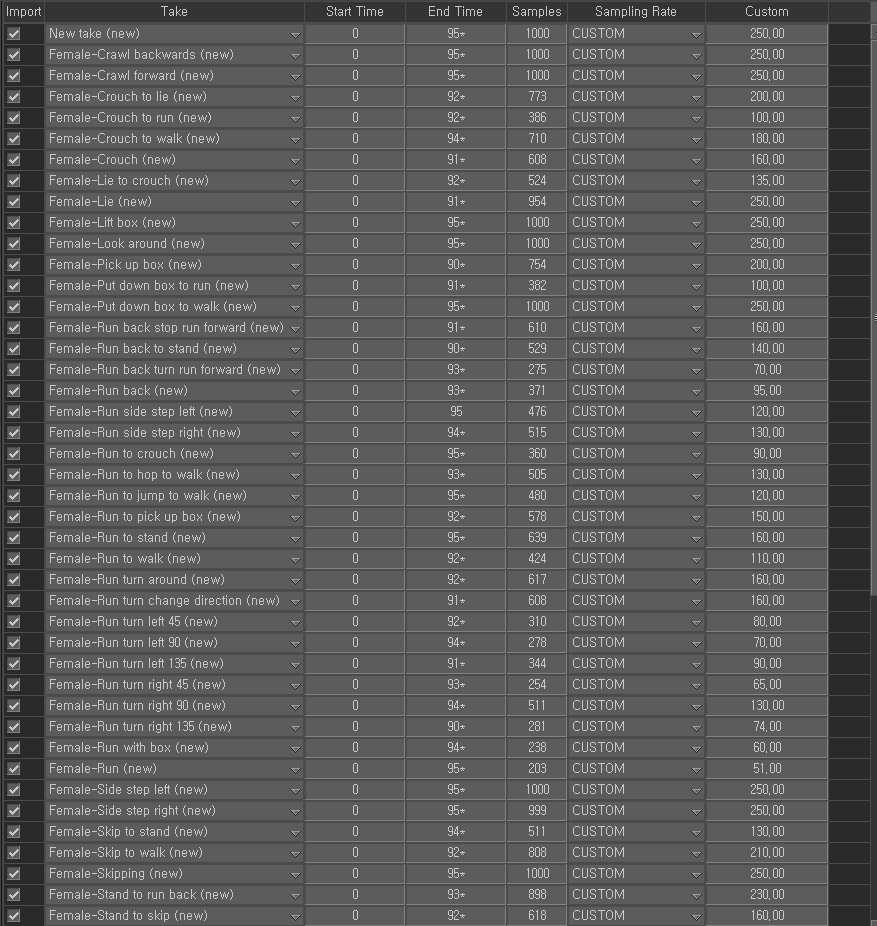 Import Take Start Time End Time Samples Sampling Rate Custom
New take (new) 0 95* 1000 CUSTOM 250,00
Female-Crawl backwards (new) 0 95* 1000 CUSTOM 250,00
Female-Crawl forward (new) 0 95* 1000 CUSTOM 250,00
Female-Crouch to lie (new) 0 92* 773 CUSTOM 200,00
Female-Crouch to run (new) 0 92* 386 CUSTOM 100,00
Female-Crouch to walk (new) 0 94* 710 CUSTOM 180,00
Female-Crouch (new) 0 91* 608 CUSTOM 160,00
Female-Lie to crouch (new) 0 92* 524 CUSTOM 135,00
Female-Lie (new) 0 91* 954 CUSTOM 250,00
Female-Lift box (new) 0 95* 1000 CUSTOM 250,00
Female-Look around (new) 0 95* 1000 CUSTOM 250,00
Female-Pick up box (new) 0 90* 754 CUSTOM 200,00
Female-Put down box to run (new) 0 91* 382 CUSTOM 100,00
Female-Put down box to walk (new) 0 95* 1000 CUSTOM 250,00
Female-Run back stop run forward (new) 0 91* 610 CUSTOM 160,00
Female-Run back to stand (new) 0 90* 529 CUSTOM 140,00
Female-Run back turn run forward (new) 0 93* 275 CUSTOM 70,00
Female-Run back (new) 0 93* 371 CUSTOM 95,00
Female-Run side step left (new) 0 95 476 CUSTOM 120,00
Female-Run side step right (new) 0 94* 515 CUSTOM 130,00
Female-Run to crouch (new) 0 95* 360 CUSTOM 90,00
Female-Run to hop to walk (new) 0 93* 505 CUSTOM 130,00
Female-Run to jump to walk (new) 0 95* 480 CUSTOM 120,00
Female-Run to pick up box (new) 0 92* 578 CUSTOM 150,00
Female-Run to stand (new) 0 95* 639 CUSTOM 160,00
Female-Run to walk (new) 0 92* 424 CUSTOM 110,00
Female-Run turn around (new) 0 92* 617 CUSTOM 160,00
Female-Run turn change direction (new) 0 91* 608 CUSTOM 160,00
Female-Run turn left 45 (new) 0 92* 310 CUSTOM 80,00
Female-Run turn left 90 (new) 0 94* 278 CUSTOM 70,00
Female-Run turn left 135 (new) 0 91* 344 CUSTOM 90,00
Female-Run turn right 45 (new) 0 93* 254 CUSTOM 65,00
Female-Run turn right 90 (new) 0 94* 511 CUSTOM 130,00
Female-Run turn right 135 (new) 0 90* 281 CUSTOM 74,00
Female-Run with box (new) 0 94* 238 CUSTOM 60,00
Female-Run (new) 0 95* 203 CUSTOM 51,00
Female-Side step left (new) 0 95* 1000 CUSTOM 250,00
Female-Side step right (new) 0 95* 999 CUSTOM 250,00
Female-Skip to stand (new) 0 94* 511 CUSTOM 130,00
Female-Skip to walk (new) 0 92* 808 CUSTOM 210,00
Female-Skipping (new) 0 95* 1000 CUSTOM 250,00
Female-Stand to run back (new) 0 93* 898 CUSTOM 230,00
Female-Stand to skip (new) 0 92* 618 CUSTOM 160,00